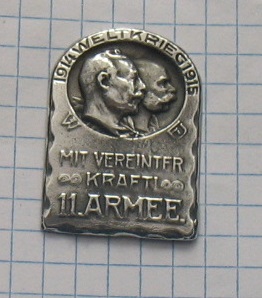 1914 WELTKRIEG 1915
W J
MIT VEREINTER
KRAFT!
11. ARMEE.